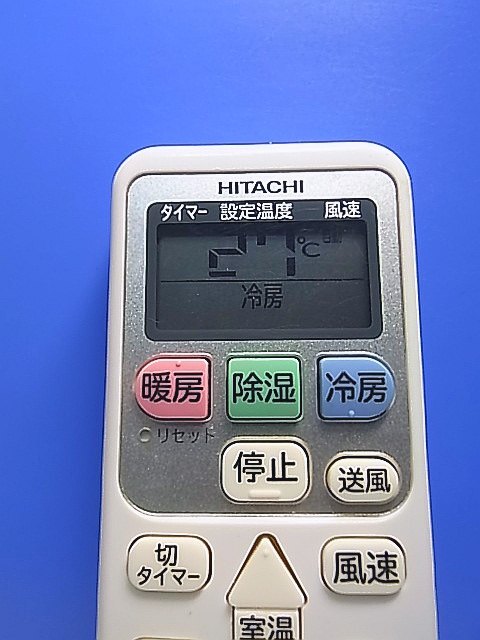 HITACHI
タイマー 設定温度 風速
27℃
冷房
暖房 除湿 冷房
リセット
停止 送風
切
タイマー
風速
室温